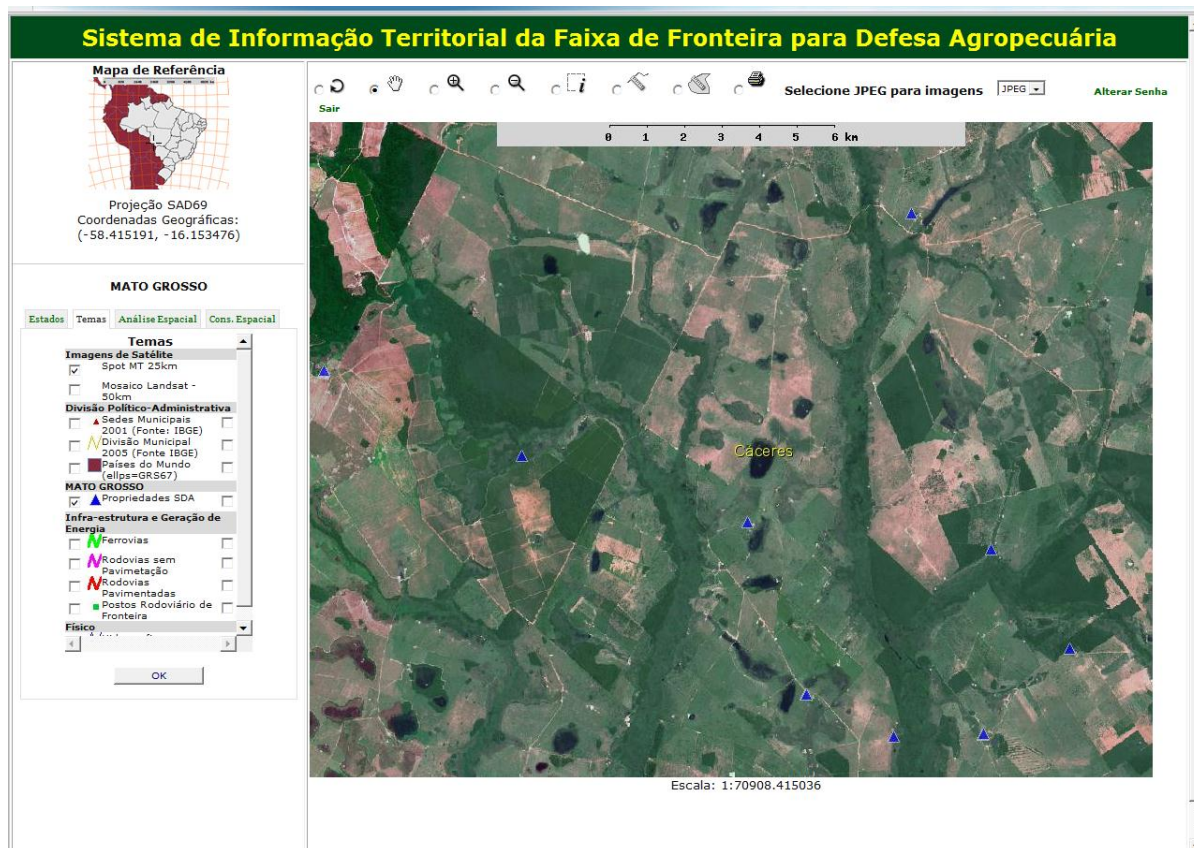 Sistema de Informação Territorial da Faixa de Fronteira para Defesa Agropecuária
Mapa de Referência
Projeção SAD69
Coordenadas Geográficas:
(-58.415191, -16.153476)
MATO GROSSO
Estados Temas Análise Espacial Cons. Espacial
Temas
Imagens de Satélite
Spot MT 25km
Mosaico Landsat -
50km
Divisão Político-Administrativa
Sedes Municipais
2001 (Fonte: IBGE)
Divisão Municipal
2005 (Fonte IBGE)
Países do Mundo
(ellps=GRS67)
MATO GROSSO
Propriedades SDA
Infra-estrutura e Geração de
Energia
Ferrovias
Rodovias sem
Pavimetação
Rodovias
Pavimentadas
Postos Rodoviário de
Fronteira
Físico
OK
Selecione JPEG para imagens JPEG Alterar Senha
Sair
0 1 2 3 4 5 6 km
Cáceres
Escala: 1:70908.415036